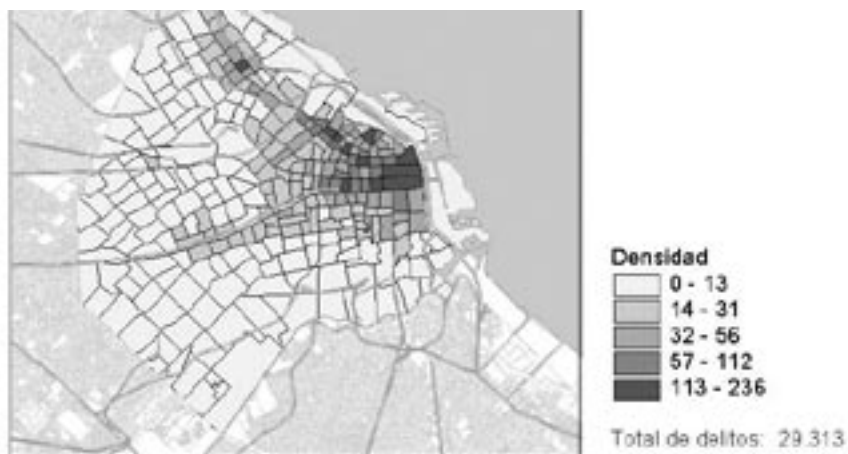 Densidad
0 - 13
14 - 31
32 - 56
57 - 112
113 - 236
Total de delitos: 29.313